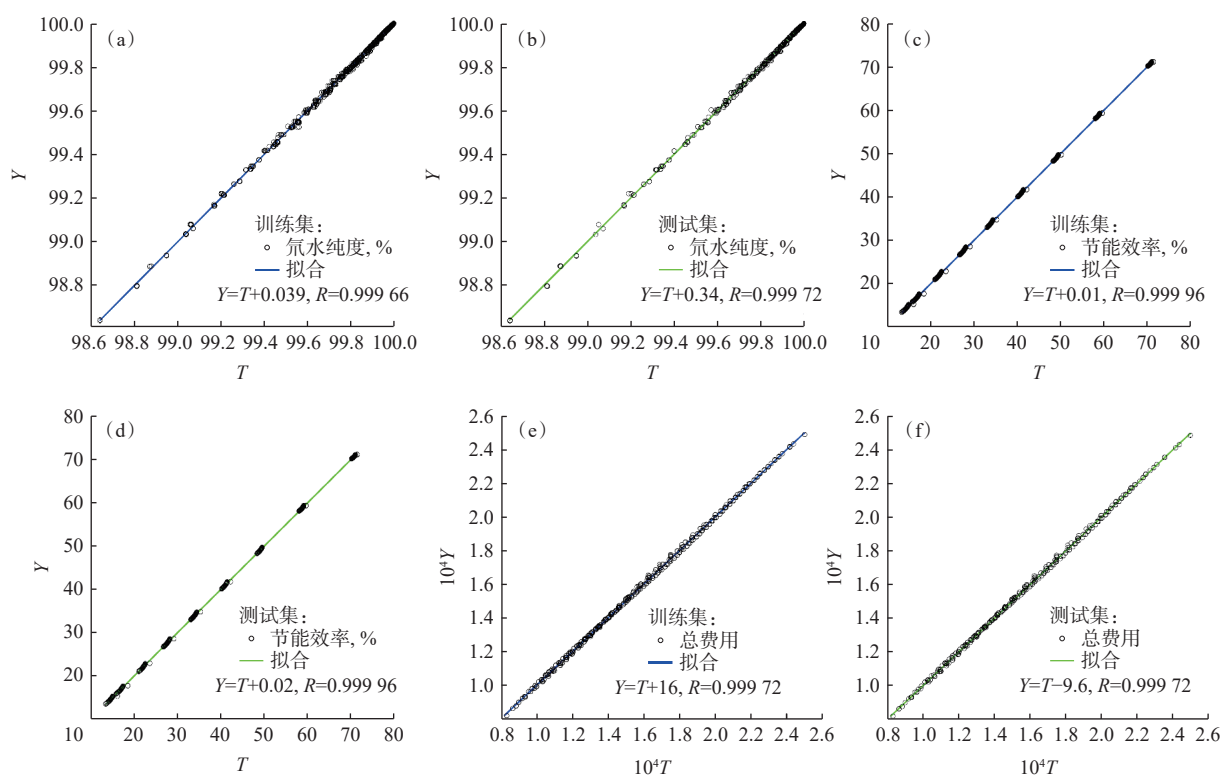 (a)
100.0
99.8
99.6
99.4
99.2
99.0
98.8
Y
98.6 98.8 99.0 99.2 99.4 99.6 99.8 100.0
T
训练集:
氘水纯度, %
拟合
Y=T+0.039, R=0.999 66
(b)
100.0
99.8
99.6
99.4
99.2
99.0
98.8
Y
98.6 98.8 99.0 99.2 99.4 99.6 99.8 100.0
T
测试集:
氘水纯度, %
拟合
Y=T+0.34, R=0.999 72
(c)
80
70
60
50
40
30
20
Y
10 20 30 40 50 60 70 80
T
训练集:
节能效率, %
拟合
Y=T+0.01, R=0.999 96
(d)
80
70
60
50
40
30
20
Y
10 20 30 40 50 60 70 80
T
测试集:
节能效率, %
拟合
Y=T+0.02, R=0.999 96
(e)
2.6
2.4
2.2
2.0
1.8
1.6
1.4
1.2
1.0
10⁴Y
0.8 1.0 1.2 1.4 1.6 1.8 2.0 2.2 2.4 2.6
10⁴T
训练集:
总费用
拟合
Y=T+16, R=0.999 72
(f)
2.6
2.4
2.2
2.0
1.8
1.6
1.4
1.2
1.0
10⁴Y
0.8 1.0 1.2 1.4 1.6 1.8 2.0 2.2 2.4 2.6
10⁴T
测试集:
总费用
拟合
Y=T−9.6, R=0.999 72